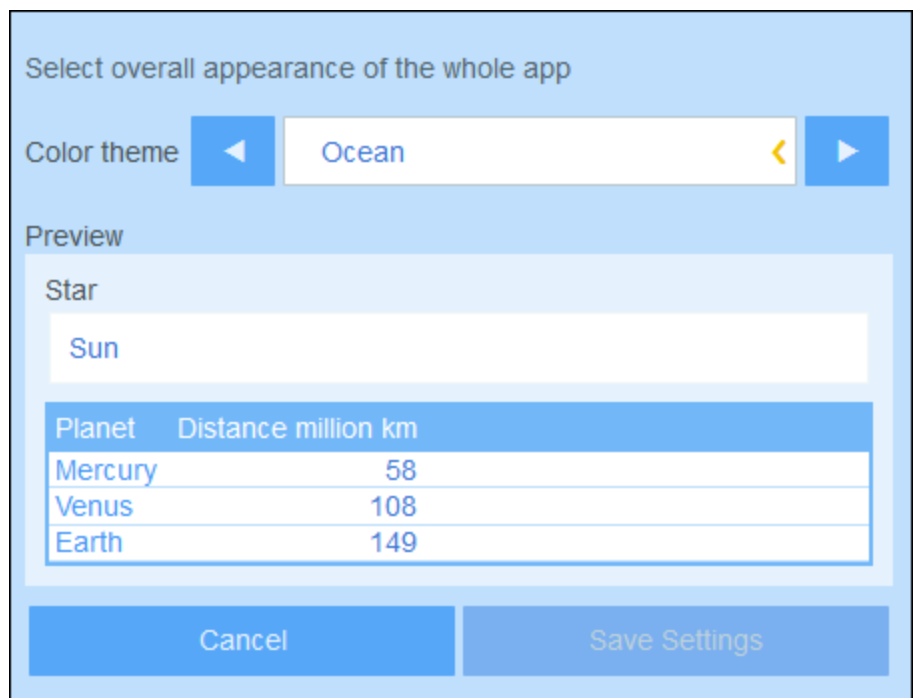 Select overall appearance of the whole app
Color theme Ocean
Preview
Star
Sun
Planet Distance million km
Mercury 58
Venus 108
Earth 149
Cancel Save Settings